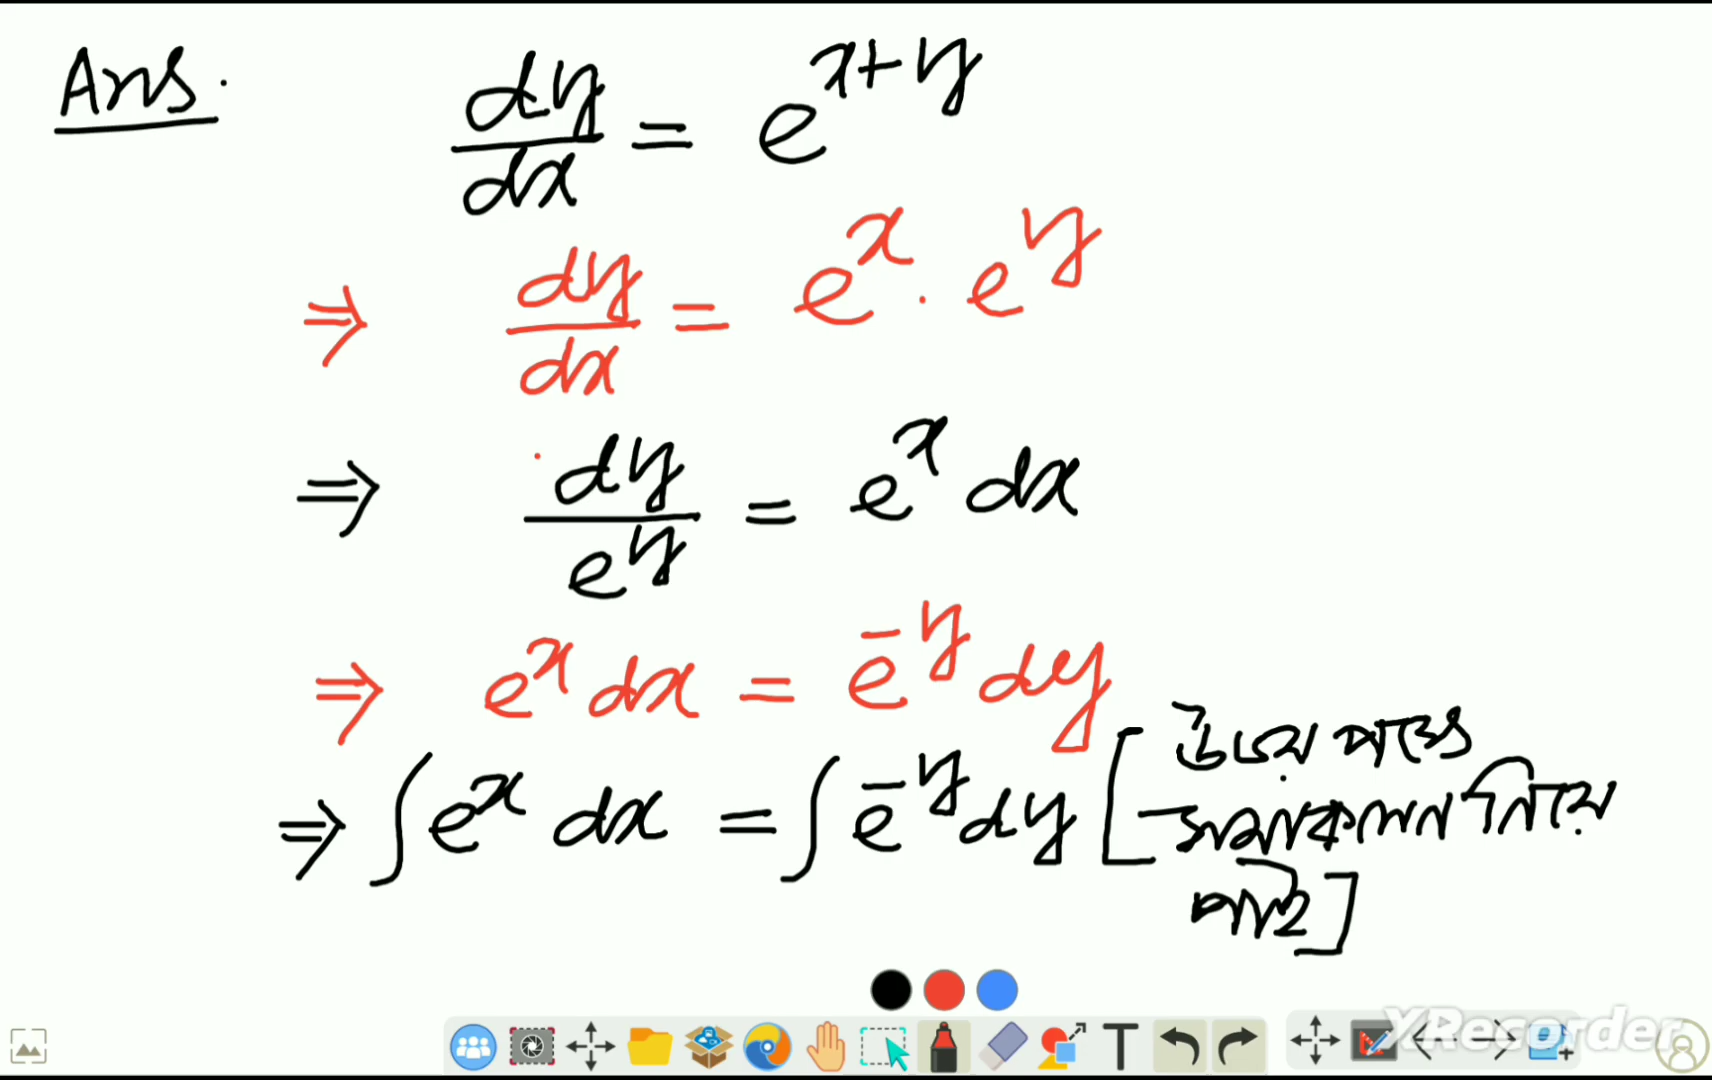 Ans.
dy/dx = e^(x+y)
⇒ dy/dx = e^x · e^y
⇒ dy/e^y = e^x dx
⇒ e^x dx = e^-y dy
⇒ ∫ e^x dx = ∫ e^-y dy [উভয় পক্ষে
সমাকলন নিয়ে
পাই]
T
XRecorder